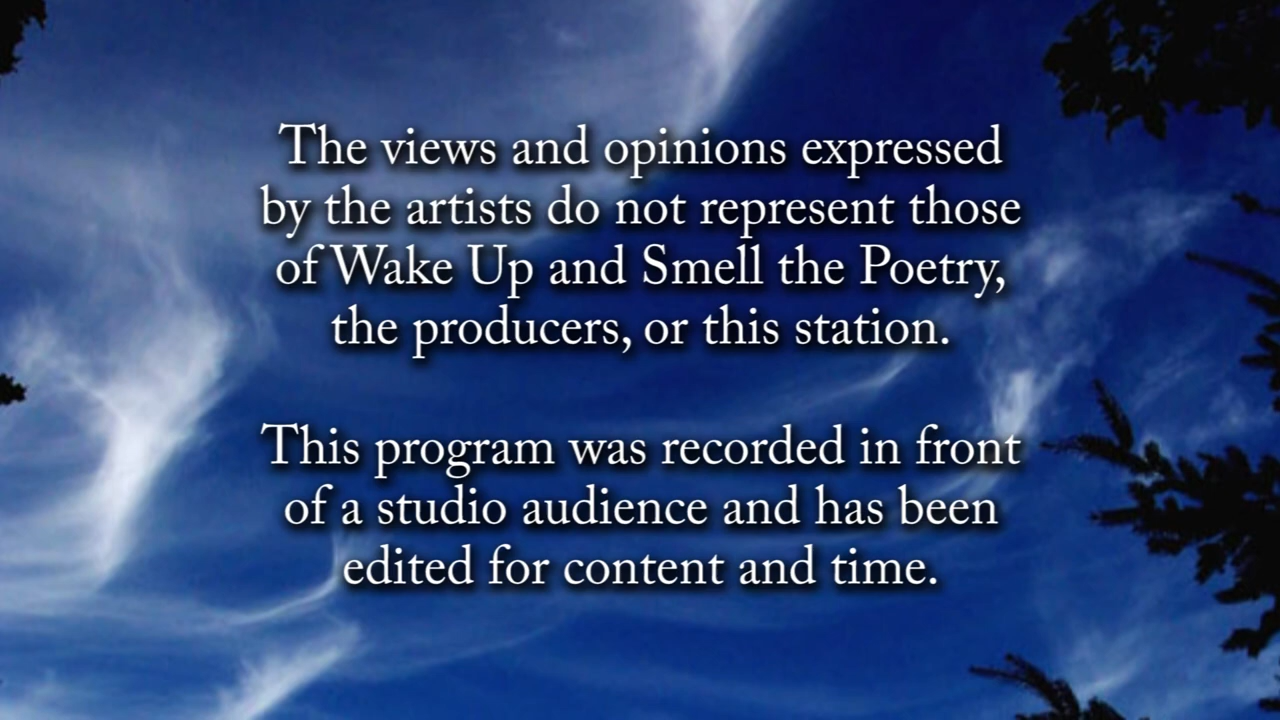 The views and opinions expressed
by the artists do not represent those
of Wake Up and Smell the Poetry,
the producers, or this station.
This program was recorded in front
of a studio audience and has been
edited for content and time.